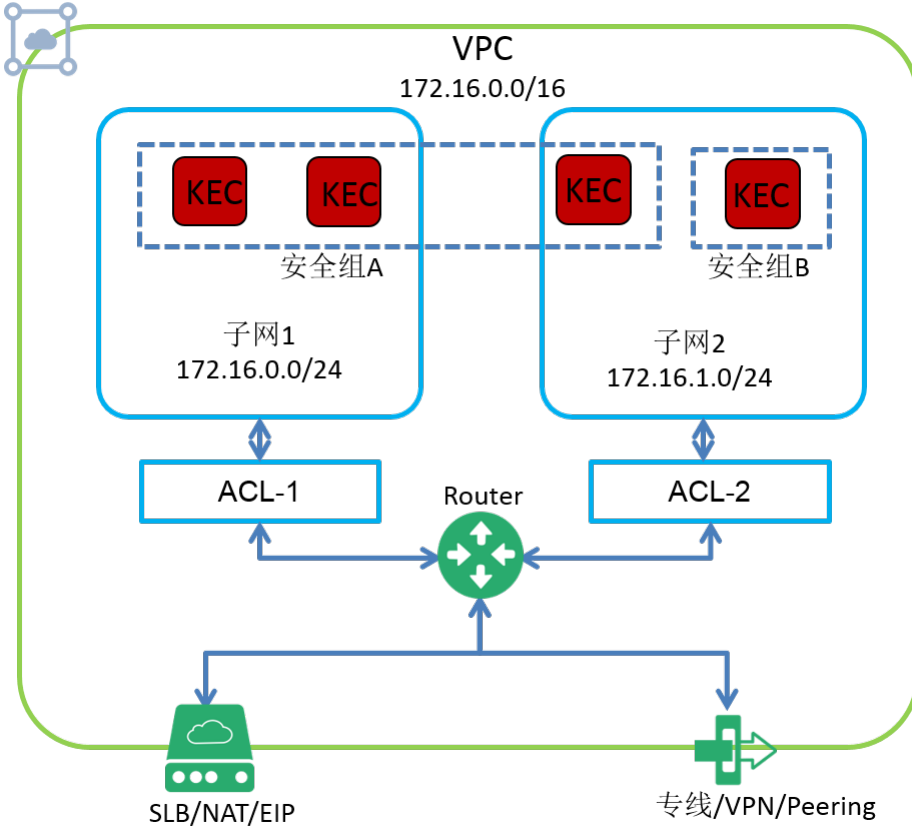 VPC
172.16.0.0/16
KEC
KEC
KEC
KEC
安全组A
安全组B
子网1
172.16.0.0/24
子网2
172.16.1.0/24
ACL-1
Router
ACL-2
SLB/NAT/EIP
专线/VPN/Peering